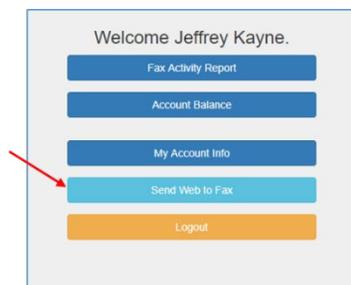 Welcome Jeffrey Kayne.
Fax Activity Report
Account Balance
My Account Info
Send Web to Fax
Logout